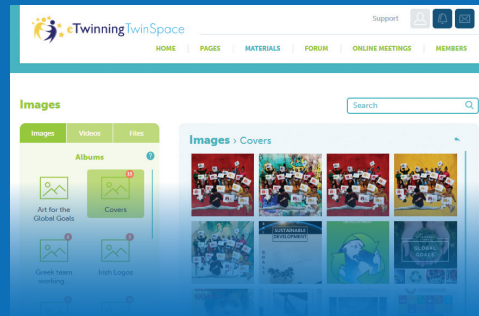 Support
eTwinning TwinSpace
HOME PAGES MATERIALS FORUM ONLINE MEETINGS MEMBERS
Images
Search
Images Videos Files
Albums ?
Images › Covers
13
Art for the
Global Goals
Covers
Greek team
working...
Irish Logos
SUSTAINABLE
DEVELOPMENT
GLOBAL
GOALS